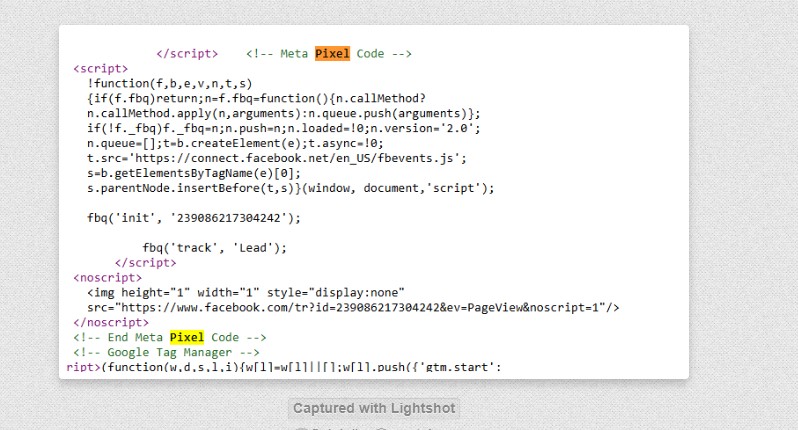 </script>    <!-- Meta Pixel Code -->
<script>
!function(f,b,e,v,n,t,s)
{if(f.fbq)return;n=f.fbq=function(){n.callMethod?
n.callMethod.apply(n,arguments):n.queue.push(arguments)};
if(!f._fbq)f._fbq=n;n.push=n;n.loaded=!0;n.version='2.0';
n.queue=[];t=b.createElement(e);t.async=!0;
t.src='https://connect.facebook.net/en_US/fbevents.js';
s=b.getElementsByTagName(e)[0];
s.parentNode.insertBefore(t,s)}(window, document,'script');
fbq('init', '239086217304242');
fbq('track', 'Lead');
</script>
<noscript>
<img height="1" width="1" style="display:none"
src="https://www.facebook.com/tr?id=239086217304242&ev=PageView&noscript=1"/>
</noscript>
<!-- End Meta Pixel Code -->
<!-- Google Tag Manager -->
ript>(function(w,d,s,l,i){w[l]=w[l]||[];w[l].push({'gtm.start':
Captured with Lightshot